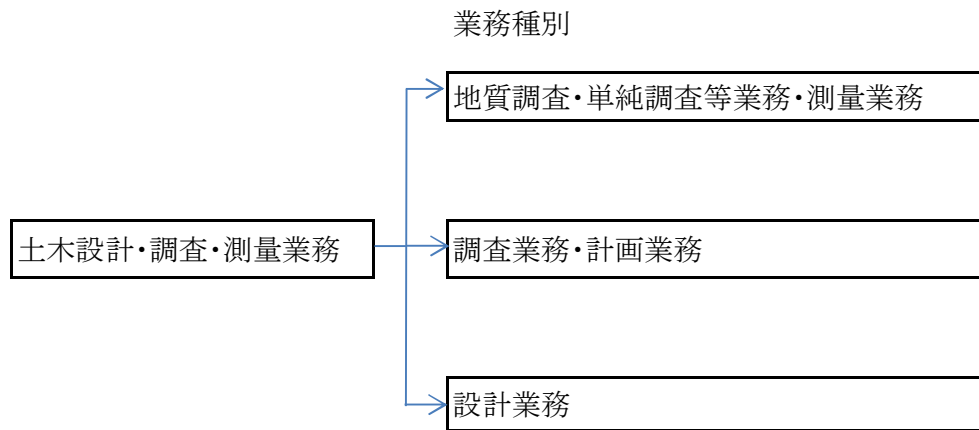 業務種別
地質調査・単純調査等業務・測量業務
土木設計・調査・測量業務
調査業務・計画業務
設計業務